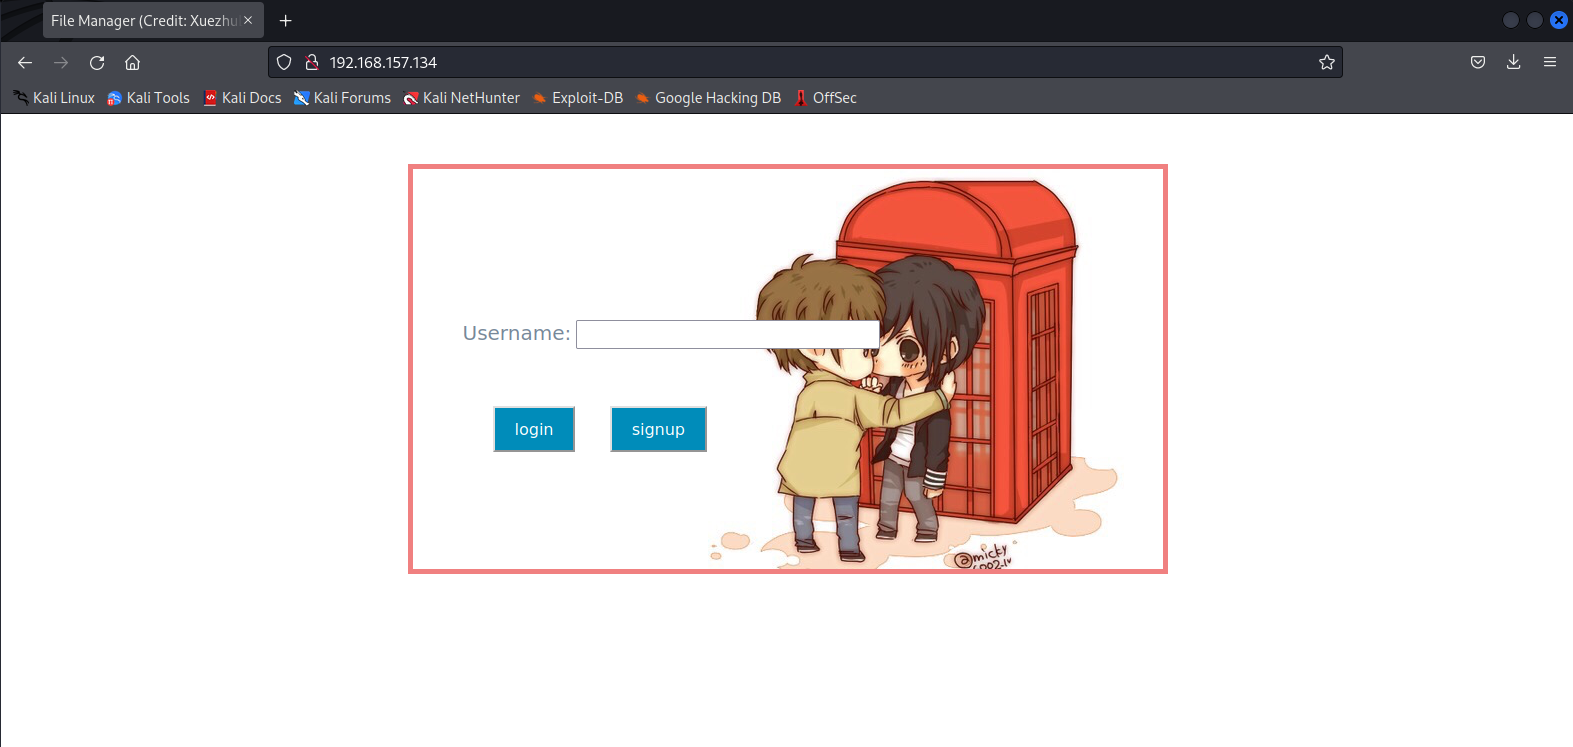 File Manager (Credit: Xuezhu
192.168.157.134
Kali Linux Kali Tools Kali Docs Kali Forums Kali NetHunter Exploit-DB Google Hacking DB OffSec
Username:
login signup
@micky